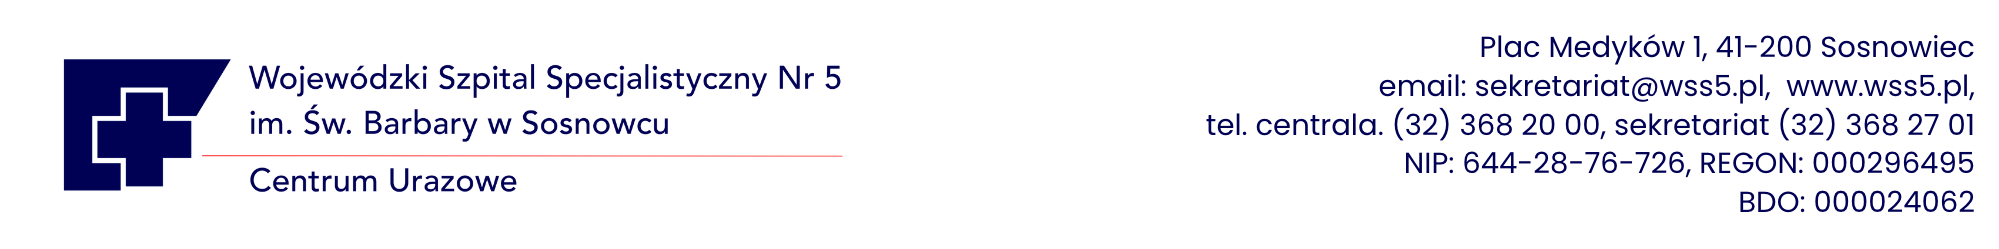 Wojewódzki Szpital Specjalistyczny Nr 5
im. Św. Barbary w Sosnowcu
Centrum Urazowe
Plac Medyków 1, 41-200 Sosnowiec
email: sekretariat@wss5.pl, www.wss5.pl,
tel. centrala. (32) 368 20 00, sekretariat (32) 368 27 01
NIP: 644-28-76-726, REGON: 000296495
BDO: 000024062